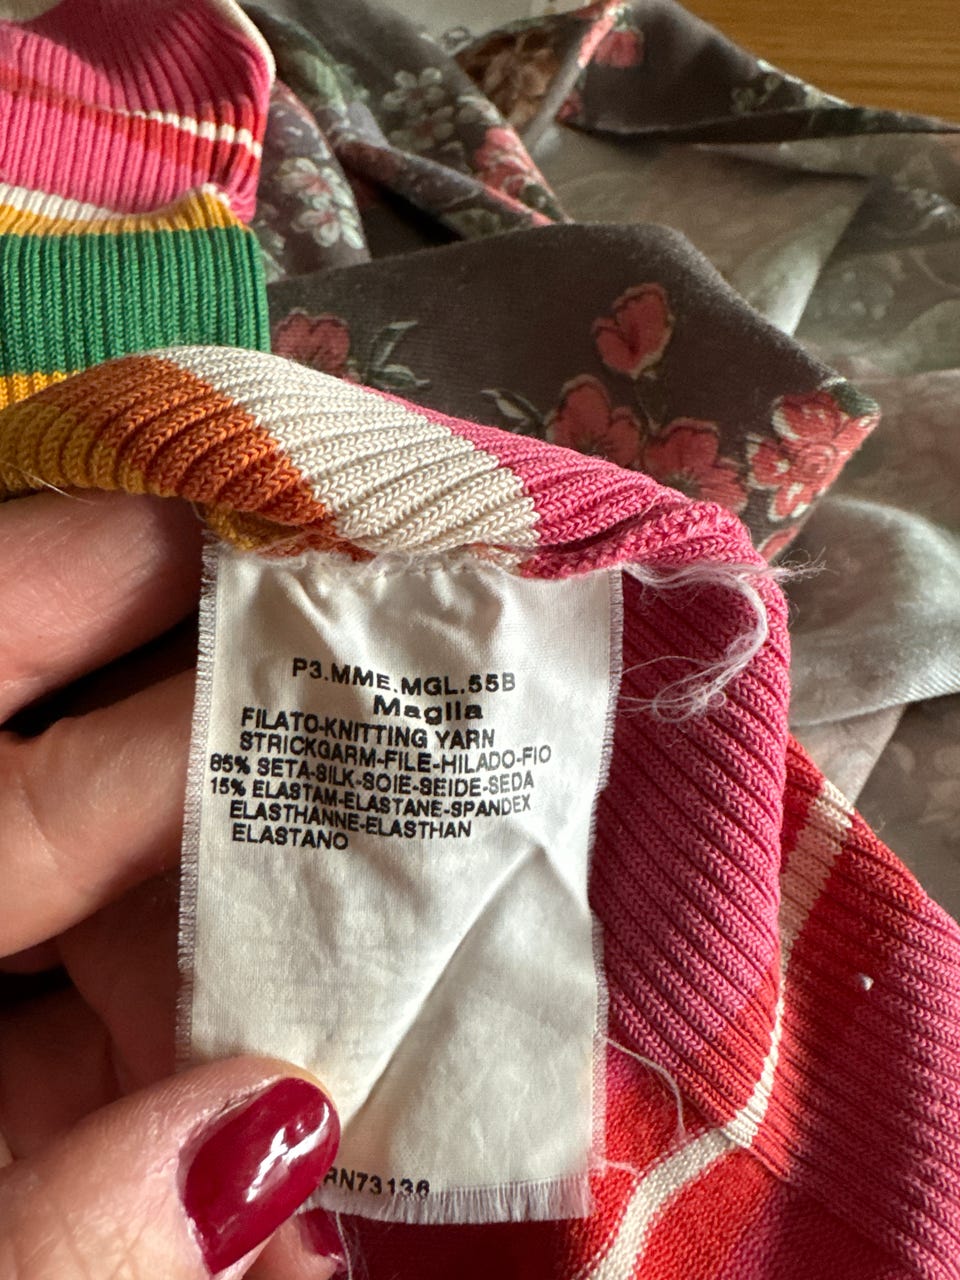 P3.MME.MGL.55B
Maglia
FILATO-KNITTING YARN
STRICKGARM-FILE-HILADO-FIO
85% SETA-SILK-SOIE-SEIDE-SEDA
15% ELASTAM-ELASTANE-SPANDEX
ELASTHANNE-ELASTHAN
ELASTANO
RN73136